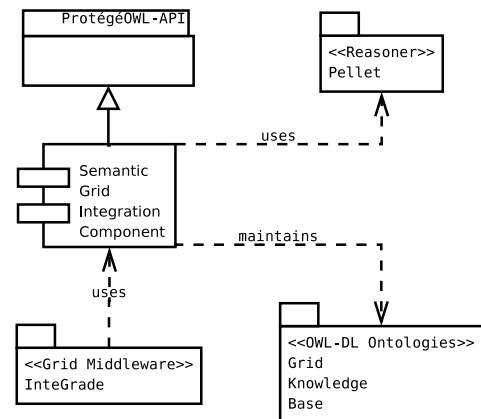 ProtégéOWL-API
<<Reasoner>>
Pellet
uses
Semantic
Grid
Integration
Component
maintains
uses
<<Grid Middleware>>
InteGrade
<<OWL-DL Ontologies>>
Grid
Knowledge
Base